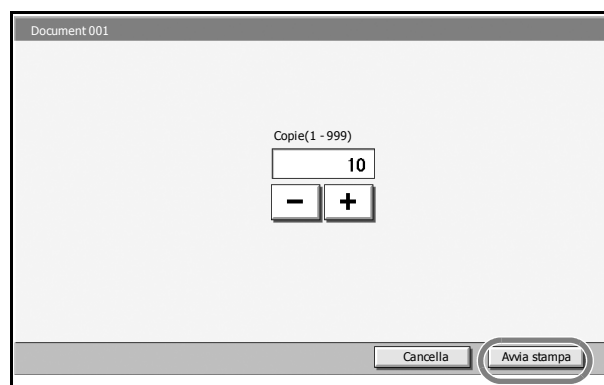 Document 001
Copie(1 - 999)
10
− +
Cancella Avvia stampa